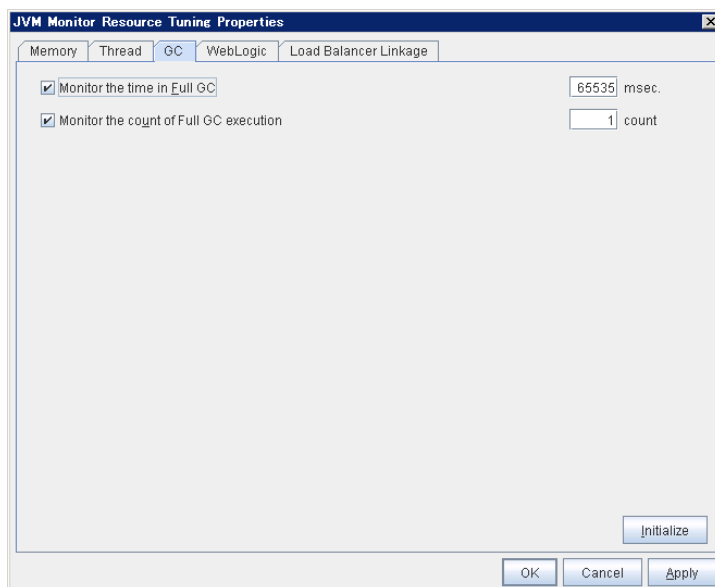 JVM Monitor Resource Tuning Properties
Memory Thread GC WebLogic Load Balancer Linkage
Monitor the time in Full GC 65535 msec.
Monitor the count of Full GC execution 1 count
Initialize
OK Cancel Apply